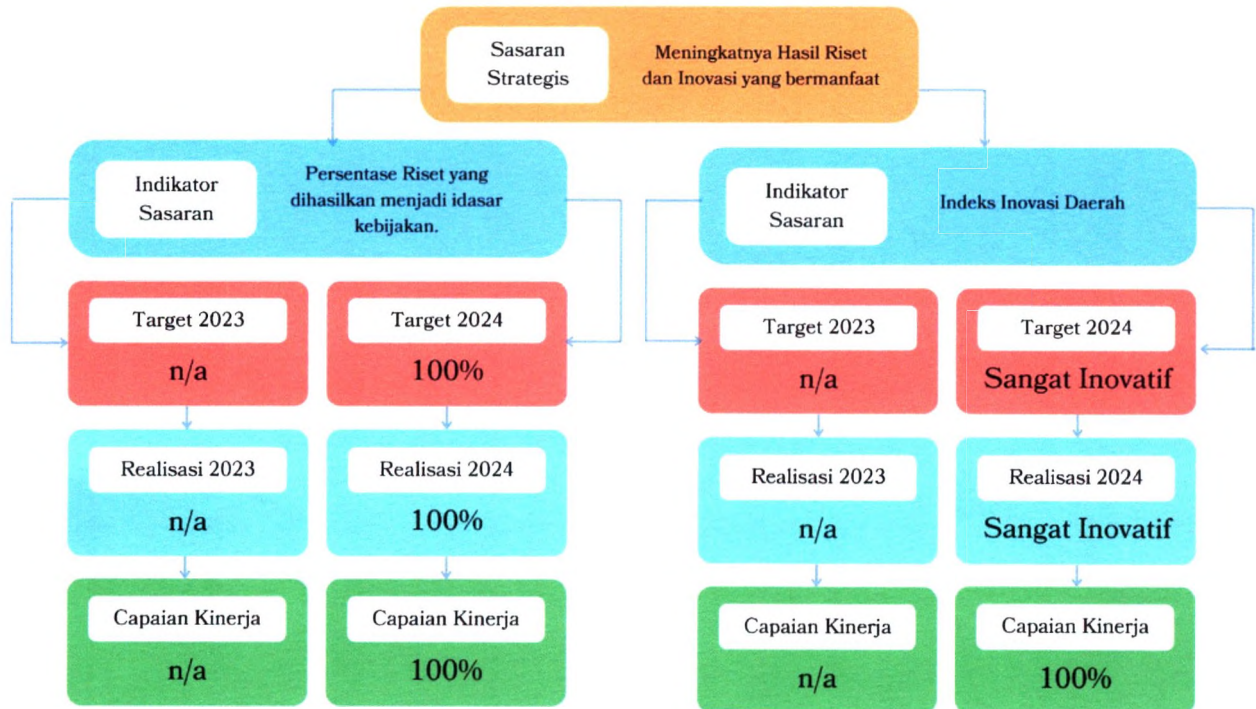 Sasaran
Strategis
Meningkatnya Hasil Riset
dan Inovasi yang bermanfaat
Indikator
Sasaran
Persentase Riset yang
dihasilkan menjadi idasar
kebijakan.
Target 2023
n/a
Target 2024
100%
Realisasi 2023
n/a
Realisasi 2024
100%
Capaian Kinerja
n/a
Capaian Kinerja
100%
Indikator
Sasaran
Indeks Inovasi Daerah
Target 2023
n/a
Target 2024
Sangat Inovatif
Realisasi 2023
n/a
Realisasi 2024
Sangat Inovatif
Capaian Kinerja
n/a
Capaian Kinerja
100%